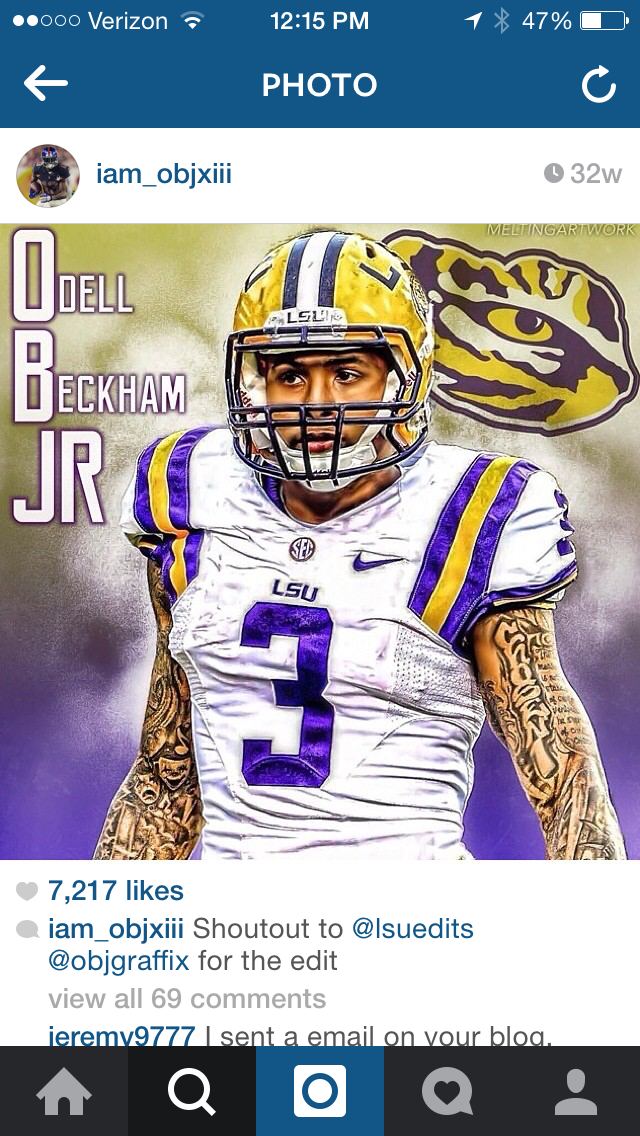 Verizon 12:15 PM 47%
PHOTO
iam_objxiii 32w
MELTINGARTWORK
ODELL
BECKHAM
JR
L
LSU
SEC
LSU
3
7,217 likes
iam_objxiii Shoutout to @lsuedits
@objgraffix for the edit
view all 69 comments
jeremy9777 I sent a email on your blog.